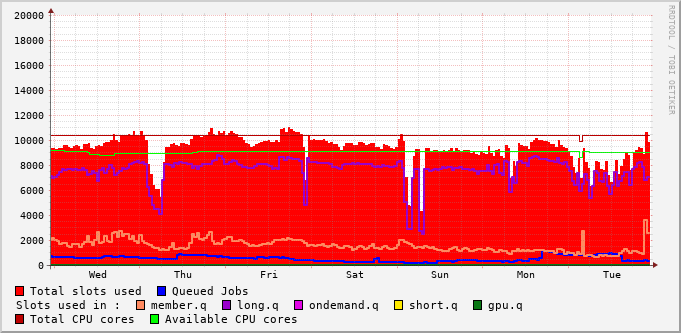 20000
18000
16000
14000
12000
10000
8000
6000
4000
2000
0
Wed Thu Fri Sat Sun Mon Tue
RRDTOOL / TOBI OETIKER
Total slots used Queued Jobs
Slots used in : member.q long.q ondemand.q short.q gpu.q
Total CPU cores Available CPU cores